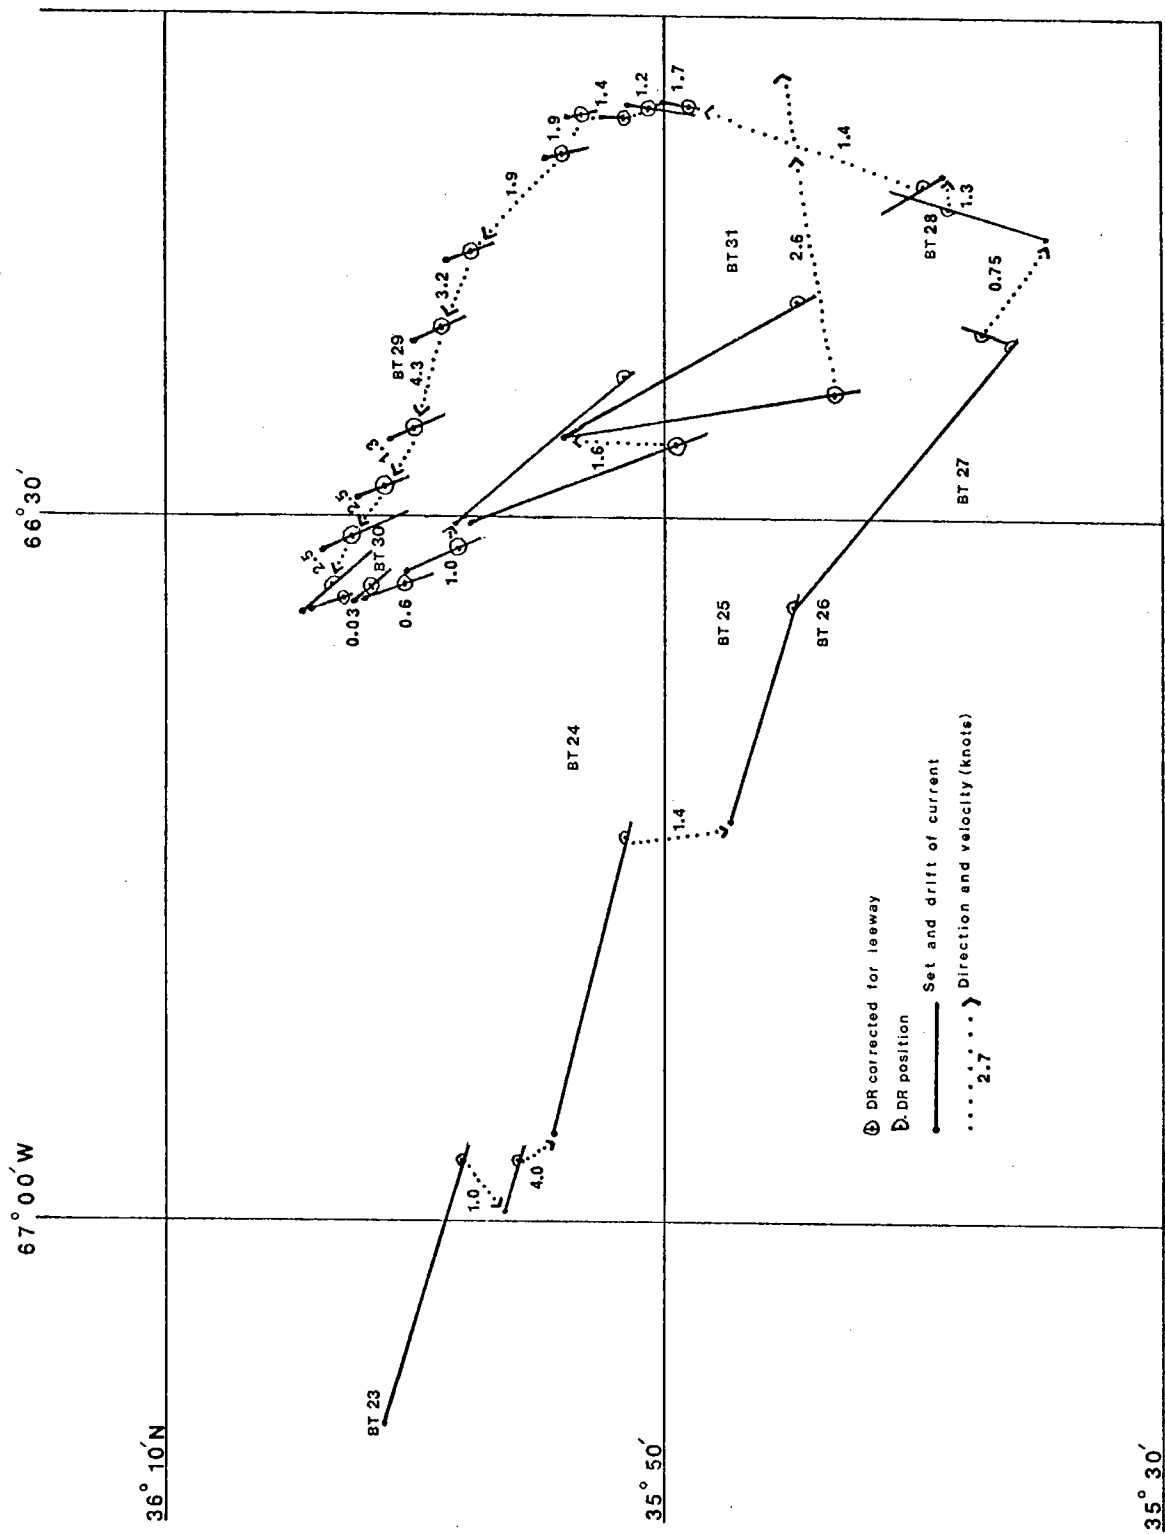 67° 00'W
66° 30'
36° 10'N
2.5
0.03
2.5
1.3
BT 23
BT 30
BT 29
0.6
4.3
3.2
1.0
1.0
1.9
4.0
1.9
BT 24
1.6
1.4
1.2
35° 50'
1.4
1.7
BT 25
BT 31
2.6
BT 26
1.4
DR corrected for leeway
DR position
Set and drift of current
Direction and velocity (knots)
2.7
BT 28
BT 27
1.3
0.75
35° 30'